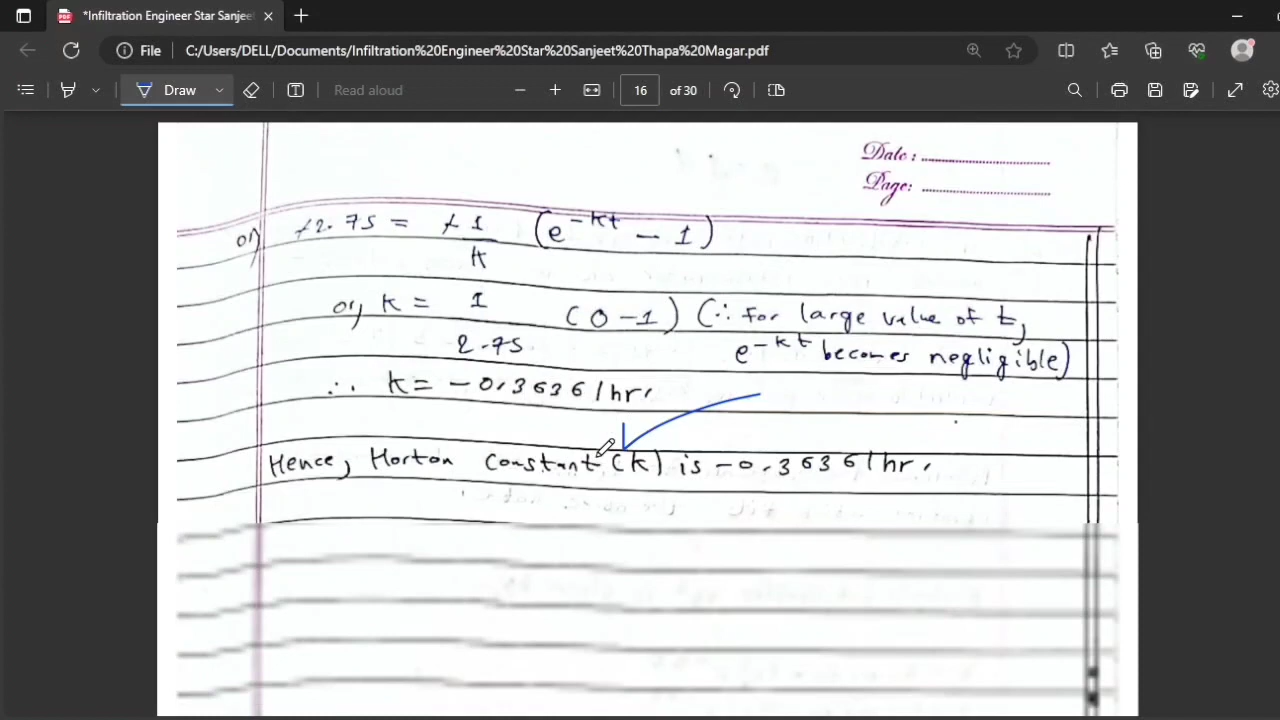 *Infiltration Engineer Star Sanjee
File C:/Users/DELL/Documents/Infiltration%20Engineer%20Star%20Sanjeet%20Thapa%20Magar.pdf
Draw Read aloud 16 of 30
Date :
Page:
or, -2.75 = -1/k (e^-kt - 1)
or, k = 1/2.75 (0-1) (∴ For large value of t,
e^-kt becomes negligible)
∴ k = -0.3636/hr.
Hence, Horton Constant (k) is -0.3636/hr.